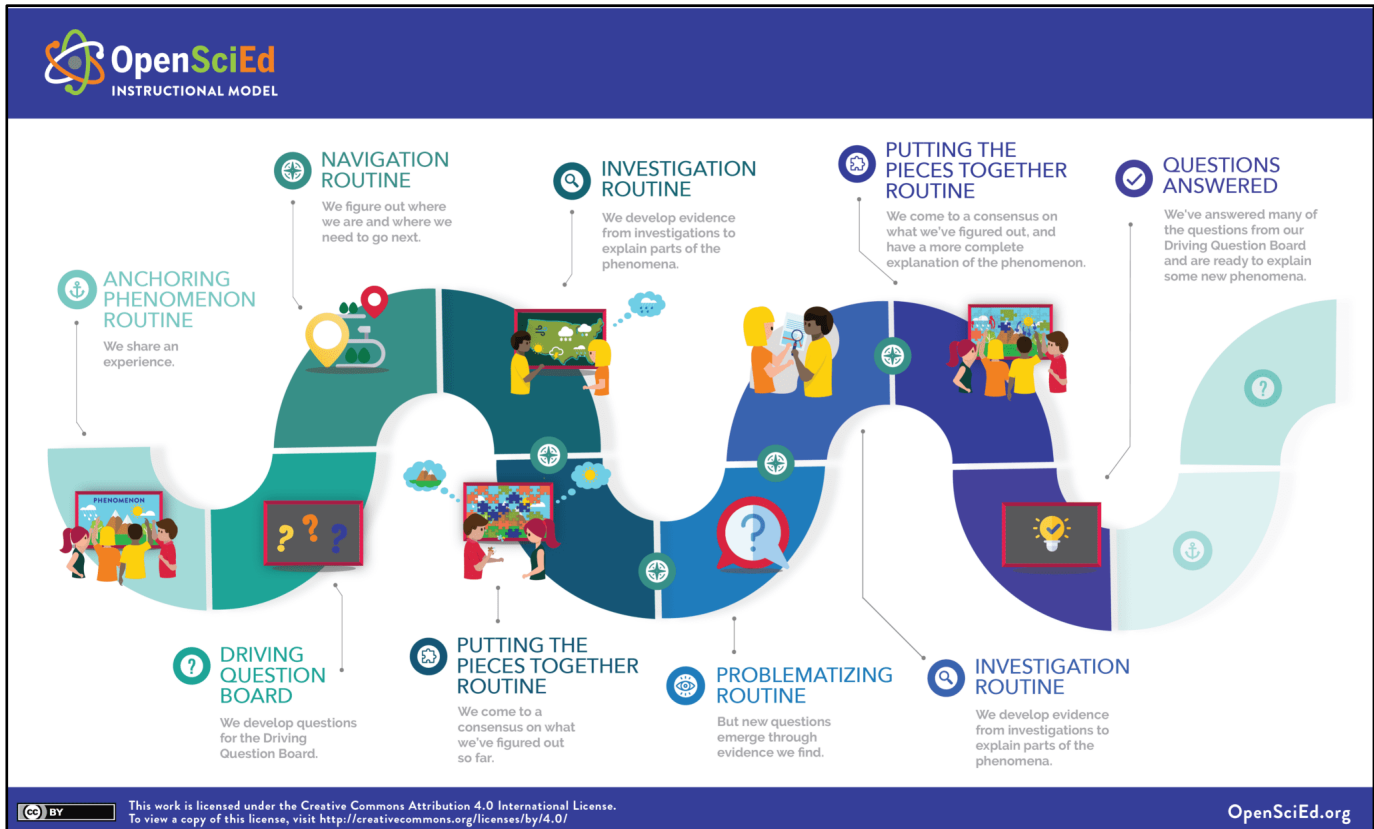 OpenSciEd
INSTRUCTIONAL MODEL
ANCHORING
PHENOMENON
ROUTINE
We share an
experience.
PHENOMENON
DRIVING
QUESTION
BOARD
We develop questions
for the Driving
Question Board.
? ? ?
NAVIGATION
ROUTINE
We figure out where
we are and where we
need to go next.
INVESTIGATION
ROUTINE
We develop evidence
from investigations to
explain parts of the
phenomena.
PUTTING THE
PIECES TOGETHER
ROUTINE
We come to a
consensus on what
we've figured out
so far.
PROBLEMATIZING
ROUTINE
But new questions
emerge through
evidence we find.
?
INVESTIGATION
ROUTINE
We develop evidence
from investigations to
explain parts of the
phenomena.
PUTTING THE
PIECES TOGETHER
ROUTINE
We come to a consensus on
what we've figured out, and
have a more complete
explanation of the phenomenon.
QUESTIONS
ANSWERED
We've answered many of
the questions from our
Driving Question Board
and are ready to explain
some new phenomena.
?
cc BY
This work is licensed under the Creative Commons Attribution 4.0 International License.
To view a copy of this license, visit http://creativecommons.org/licenses/by/4.0/
OpenSciEd.org